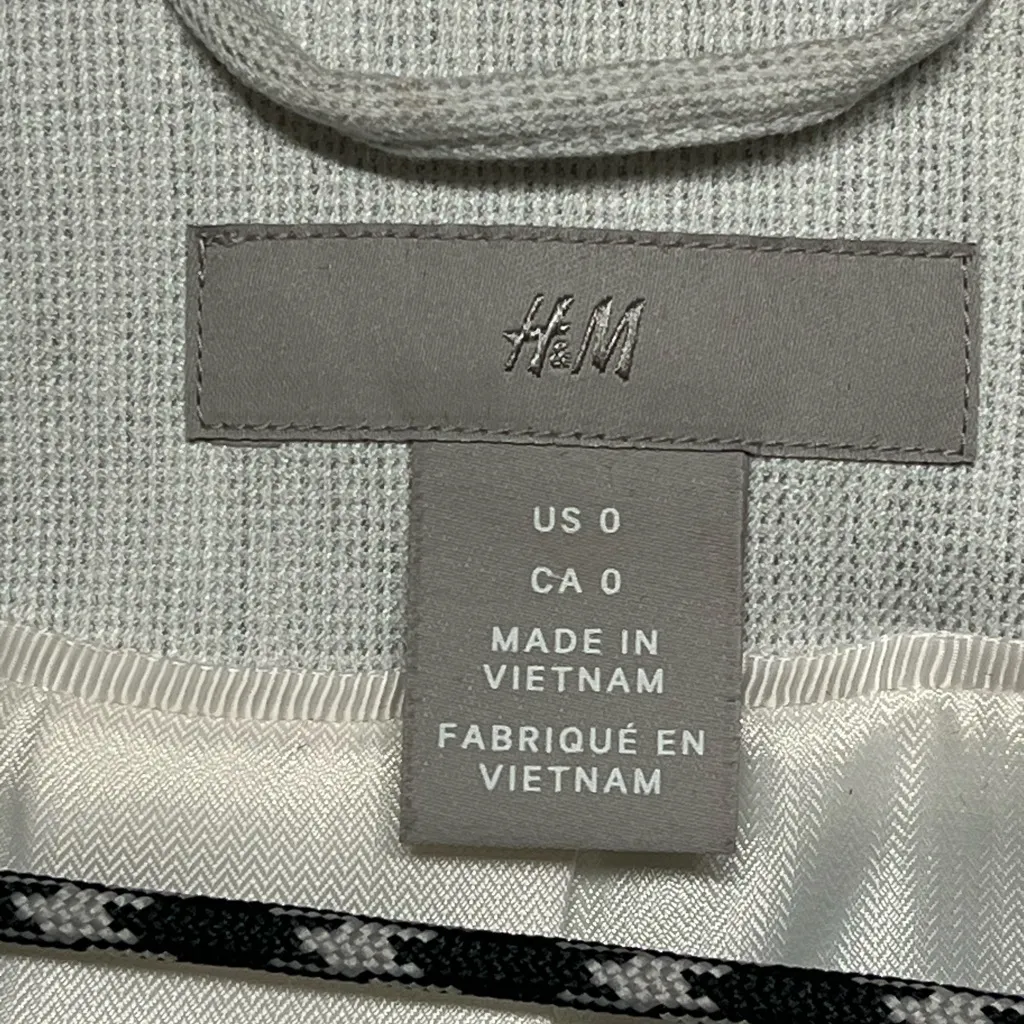 H&M
US 0
CA 0
MADE IN
VIETNAM
FABRIQUÉ EN
VIETNAM